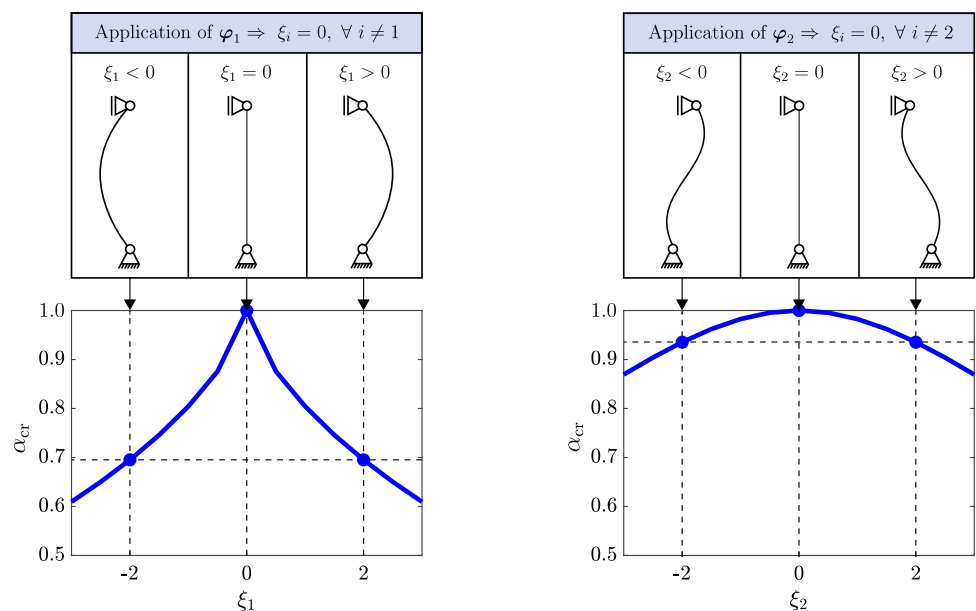 Application of φ₁ ⇒ ξᵢ = 0, ∀ i ≠ 1
ξ₁ < 0 ξ₁ = 0 ξ₁ > 0
1.0
0.9
0.8
0.7
0.6
0.5
α_cr
-2 0 2
ξ₁
Application of φ₂ ⇒ ξᵢ = 0, ∀ i ≠ 2
ξ₂ < 0 ξ₂ = 0 ξ₂ > 0
1.0
0.9
0.8
0.7
0.6
0.5
α_cr
-2 0 2
ξ₂